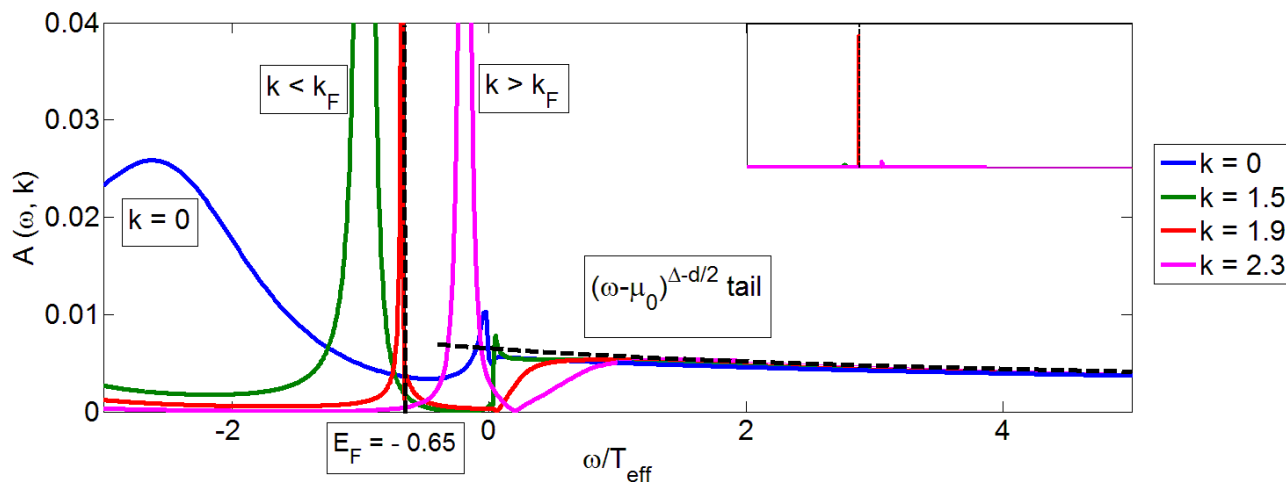 0.04
0.03
0.02
0.01
0
A (ω, k)
k < k_F
k > k_F
k = 0
(ω-μ_0)^{Δ-d/2} tail
-2
0
2
4
E_F = - 0.65
ω/T_eff
k = 0
k = 1.5
k = 1.9
k = 2.3